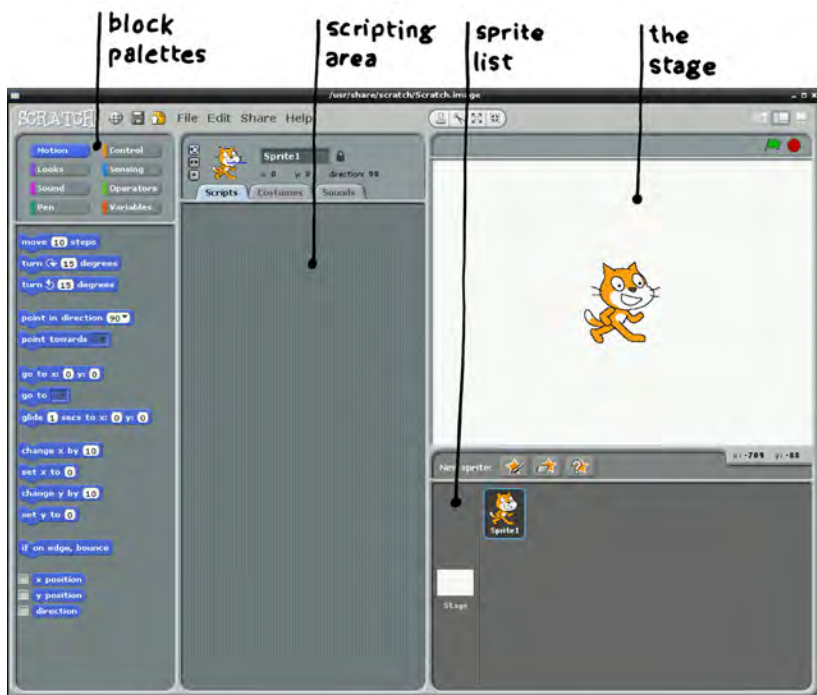 block
palettes
scripting
area
sprite
list
the
stage
/usr/share/scratch/Scratch.image
SCRATCH File Edit Share Help
Motion Control
Looks Sensing
Sound Operators
Pen Variables
move 10 steps
turn 15 degrees
turn 15 degrees
point in direction 90
point towards
go to x: 0 y: 0
go to
glide 1 secs to x: 0 y: 0
change x by 10
set x to 0
change y by 10
set y to 0
if on edge, bounce
x position
y position
direction
Sprite1
x: 0 y: 0 direction: 90
Scripts Costumes Sounds
x: -709 y: -88
New sprite:
Sprite1
Stage